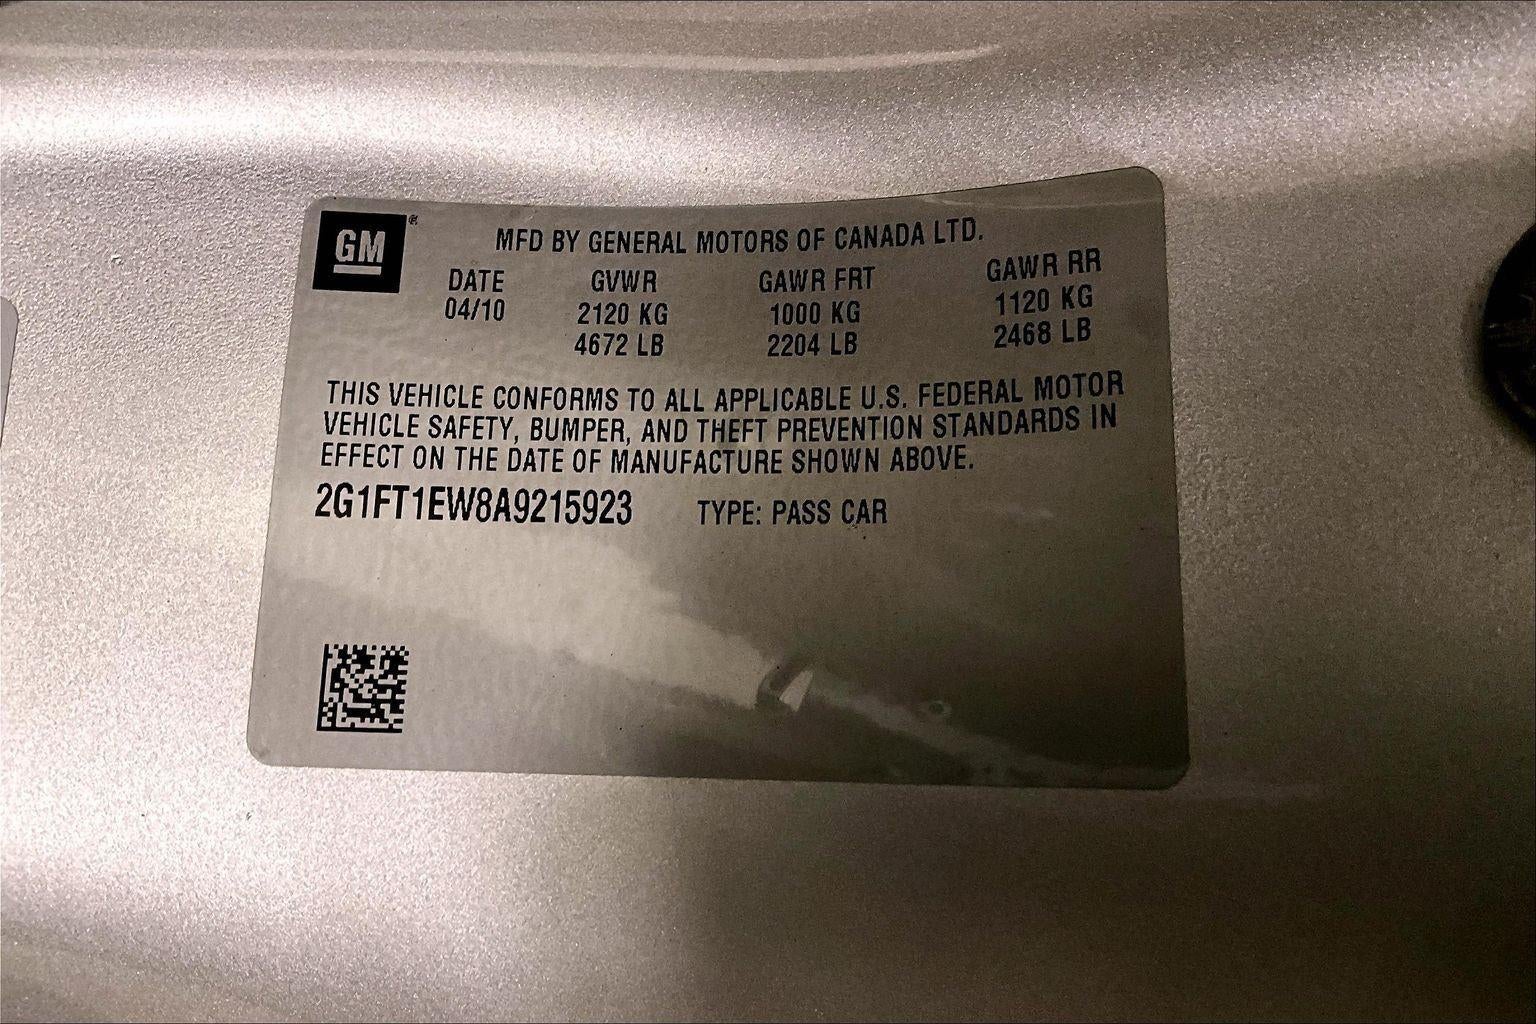 GM ®
MFD BY GENERAL MOTORS OF CANADA LTD.
DATE GVWR GAWR FRT GAWR RR
04/10 2120 KG 1000 KG 1120 KG
4672 LB 2204 LB 2468 LB
THIS VEHICLE CONFORMS TO ALL APPLICABLE U.S. FEDERAL MOTOR
VEHICLE SAFETY, BUMPER, AND THEFT PREVENTION STANDARDS IN
EFFECT ON THE DATE OF MANUFACTURE SHOWN ABOVE.
2G1FT1EW8A9215923 TYPE: PASS CAR